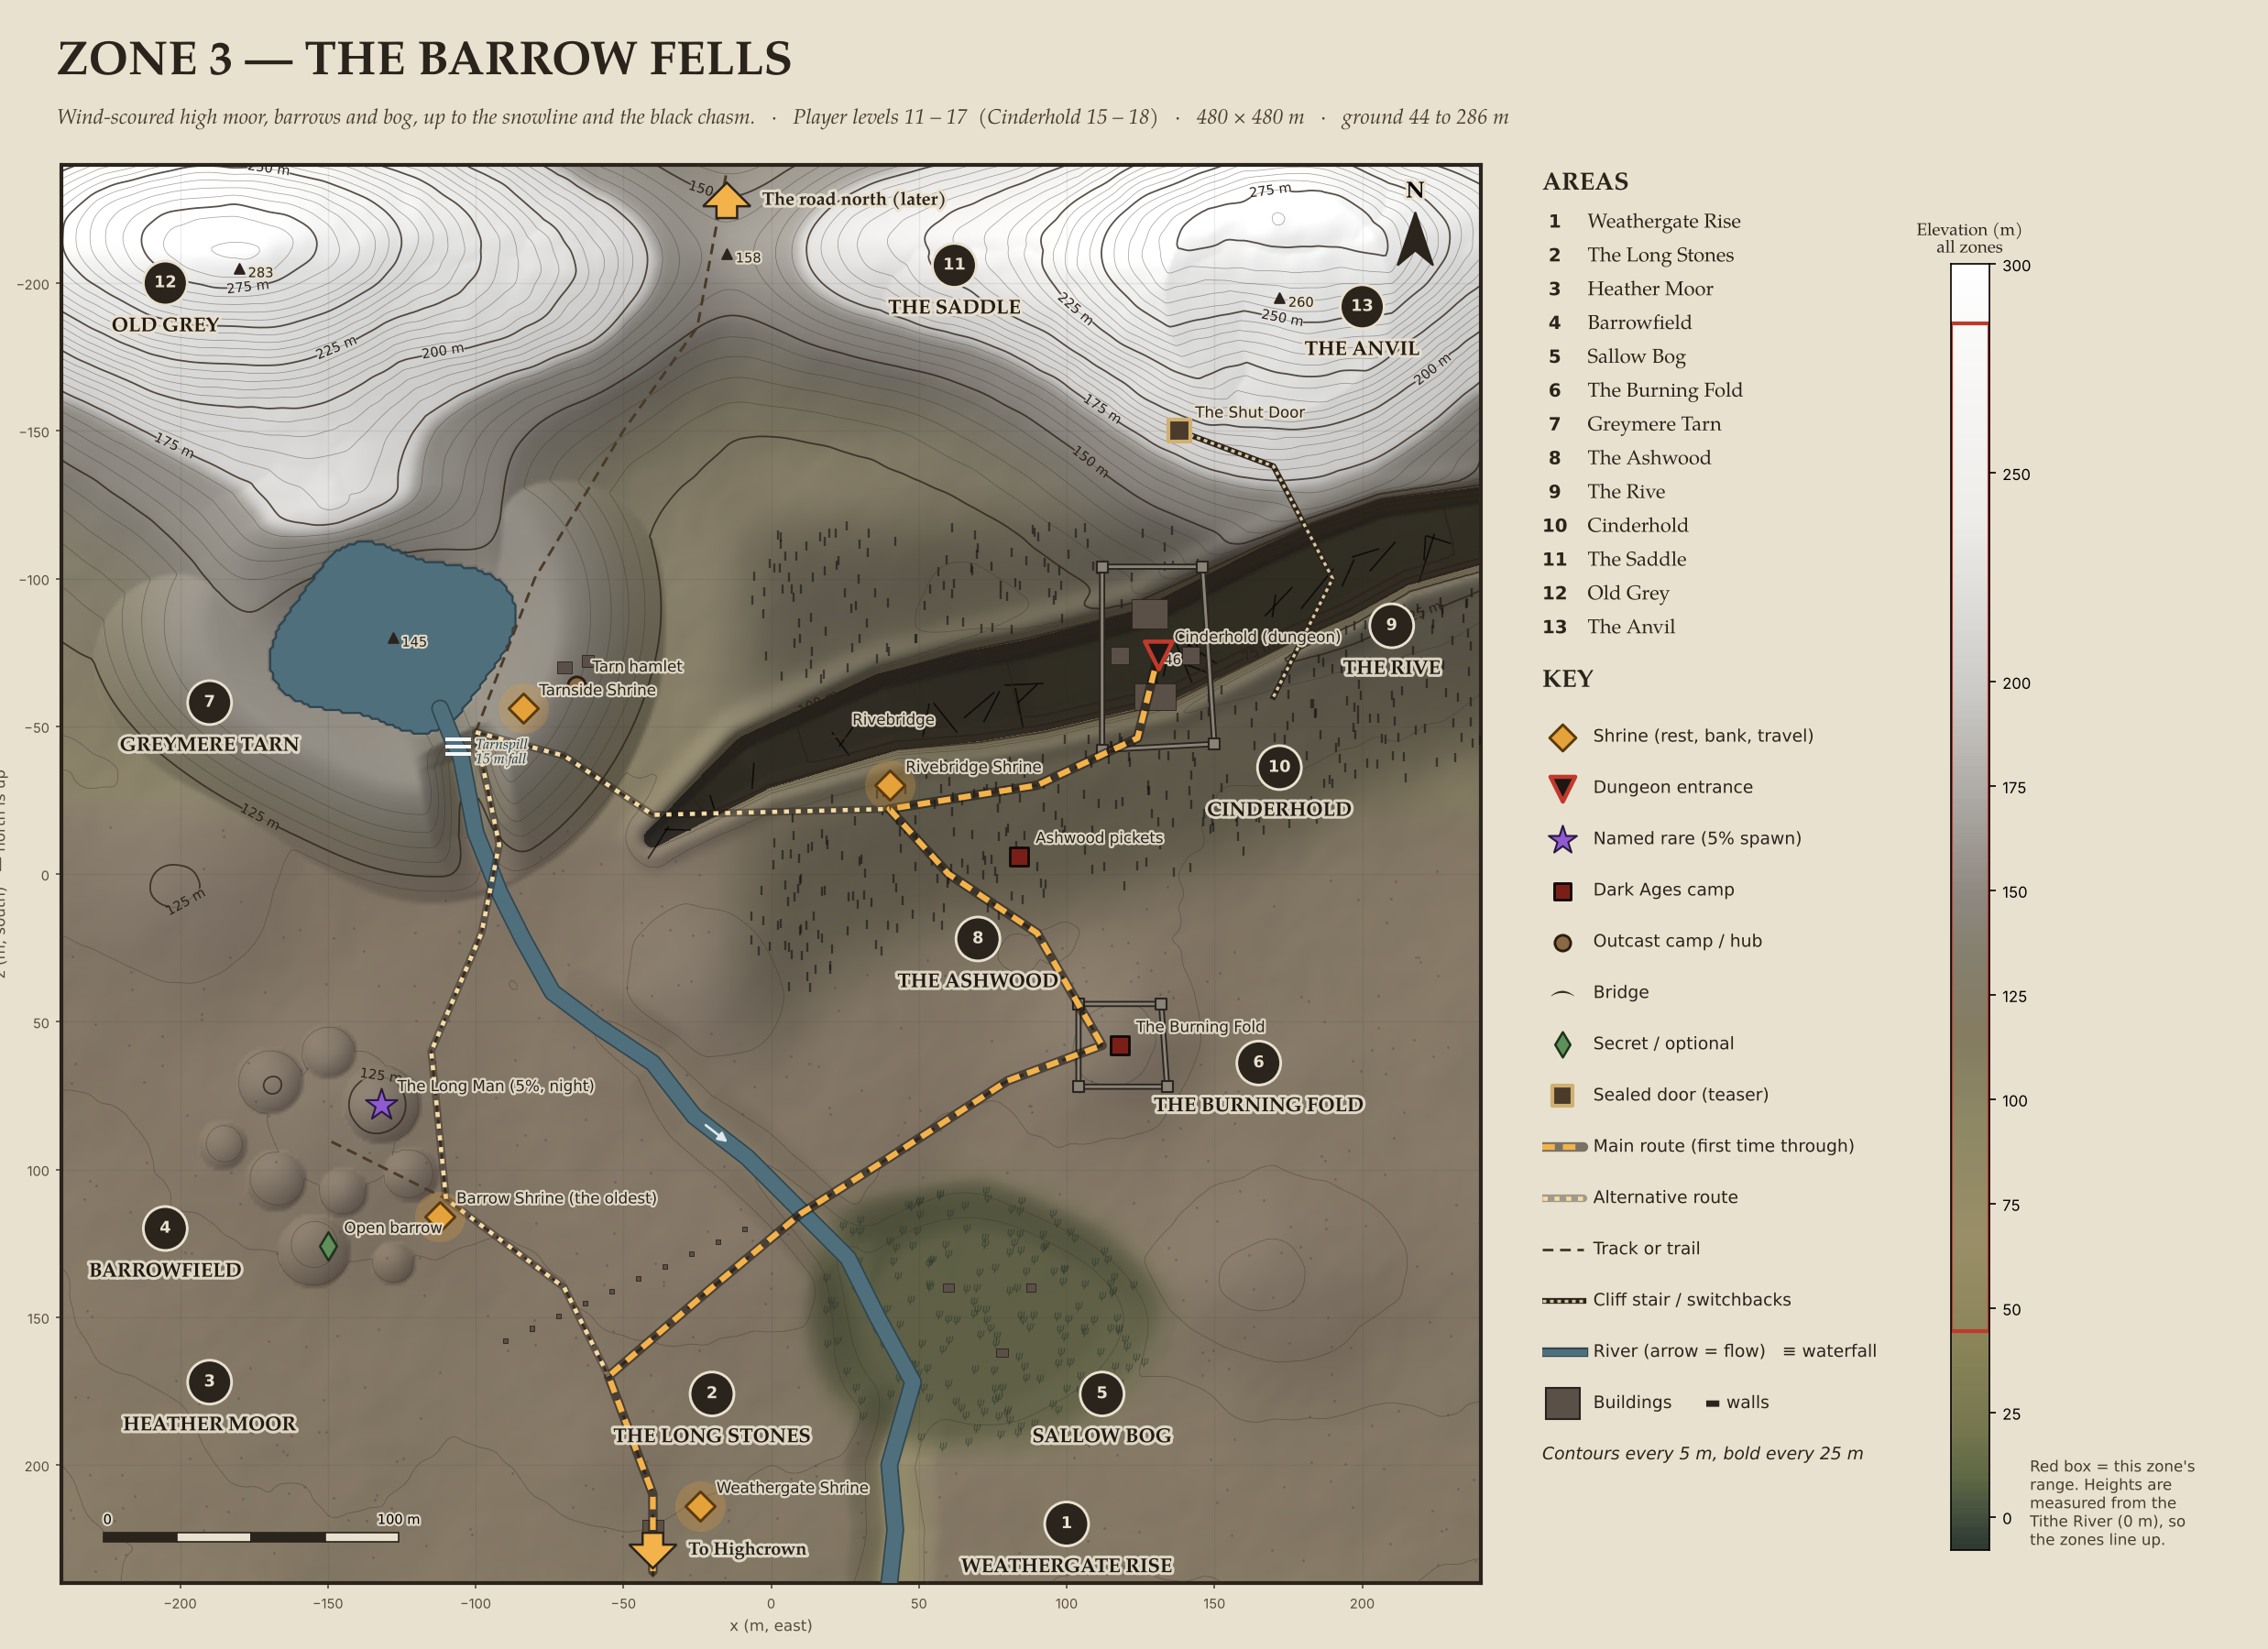 ZONE 3 — THE BARROW FELLS
Wind-scoured high moor, barrows and bog, up to the snowline and the black chasm. · Player levels 11 – 17 (Cinderhold 15 – 18) · 480 × 480 m · ground 44 to 286 m
250 m
150
The road north (later)
275 m
N
158
283
275 m
12
OLD GREY
11
THE SADDLE
225 m
260
250 m
13
THE ANVIL
225 m
200 m
200 m
175 m
175 m
The Shut Door
150 m
145
7
GREYMERE TARN
Tarn hamlet
Tarnside Shrine
Tarnspill
15 m fall
Cinderhold (dungeon)
46
9
THE RIVE
Rivebridge
Rivebridge Shrine
10
CINDERHOLD
125 m
125 m
Ashwood pickets
8
THE ASHWOOD
The Burning Fold
6
THE BURNING FOLD
125 m
The Long Man (5%, night)
Barrow Shrine (the oldest)
Open barrow
4
BARROWFIELD
3
HEATHER MOOR
2
THE LONG STONES
5
SALLOW BOG
Weathergate Shrine
To Highcrown
1
WEATHERGATE RISE
0 100 m
−200
−150
−100
−50
0
50
100
150
200
−200 −150 −100 −50 0 50 100 150 200
x (m, east)
AREAS
1 Weathergate Rise
2 The Long Stones
3 Heather Moor
4 Barrowfield
5 Sallow Bog
6 The Burning Fold
7 Greymere Tarn
8 The Ashwood
9 The Rive
10 Cinderhold
11 The Saddle
12 Old Grey
13 The Anvil
KEY
Shrine (rest, bank, travel)
Dungeon entrance
Named rare (5% spawn)
Dark Ages camp
Outcast camp / hub
Bridge
Secret / optional
Sealed door (teaser)
Main route (first time through)
Alternative route
Track or trail
Cliff stair / switchbacks
River (arrow = flow) ≡ waterfall
Buildings walls
Contours every 5 m, bold every 25 m
Elevation (m)
all zones
300
250
200
175
150
125
100
75
50
25
0
Red box = this zone's
range. Heights are
measured from the
Tithe River (0 m), so
the zones line up.